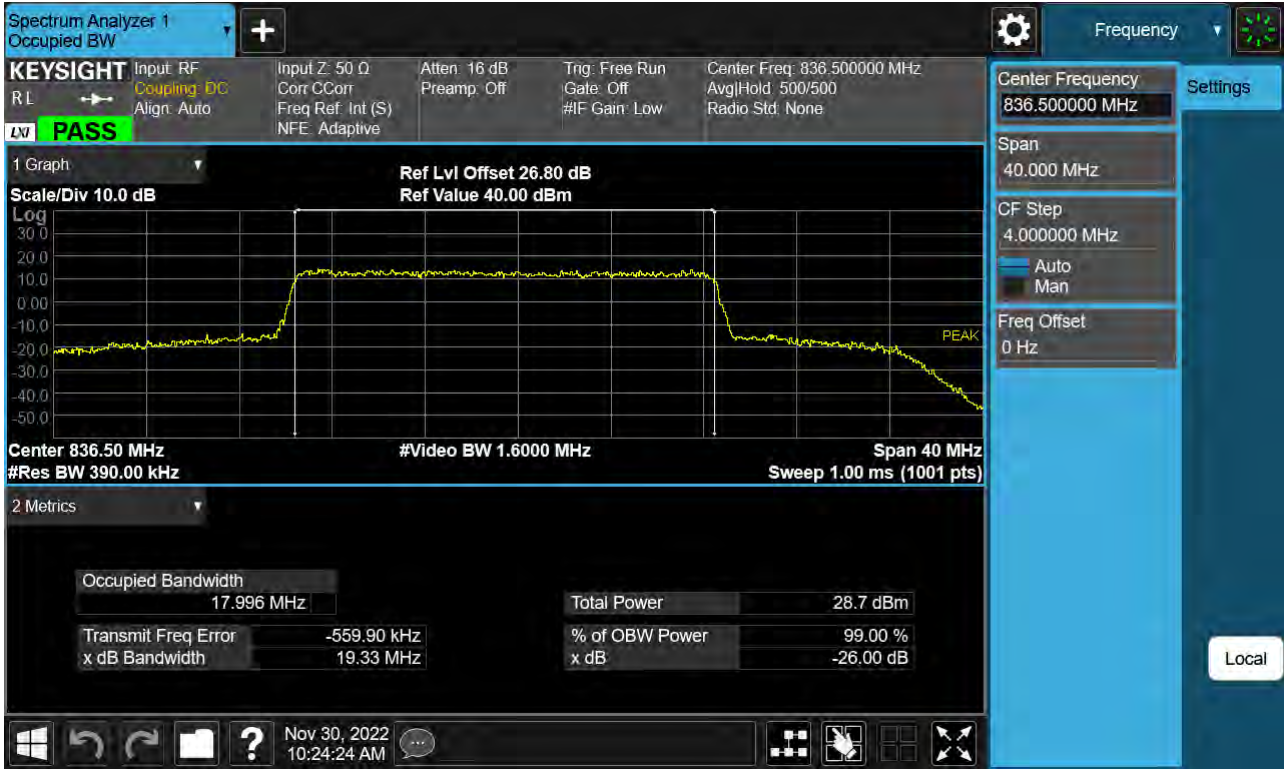 Spectrum Analyzer 1
Occupied BW
+
Frequency
KEYSIGHT
RL
LXI
PASS
Input: RF
Coupling: DC
Align: Auto
Input Z: 50 Ω
Corr CCorr
Freq Ref: Int (S)
NFE: Adaptive
Atten: 16 dB
Preamp: Off
Trig: Free Run
Gate: Off
#IF Gain: Low
Center Freq: 836.500000 MHz
Avg|Hold: 500/500
Radio Std: None
Center Frequency
836.500000 MHz
Settings
Span
40.000 MHz
CF Step
4.000000 MHz
Auto
Man
Freq Offset
0 Hz
Local
1 Graph
Scale/Div 10.0 dB
Ref Lvl Offset 26.80 dB
Ref Value 40.00 dBm
Log
30.0
20.0
10.0
0.00
-10.0
-20.0
-30.0
-40.0
-50.0
PEAK
Center 836.50 MHz
#Video BW 1.6000 MHz
Span 40 MHz
#Res BW 390.00 kHz
Sweep 1.00 ms (1001 pts)
2 Metrics
Occupied Bandwidth
17.996 MHz
Total Power 28.7 dBm
Transmit Freq Error -559.90 kHz
% of OBW Power 99.00 %
x dB Bandwidth 19.33 MHz
x dB -26.00 dB
?
Nov 30, 2022
10:24:24 AM